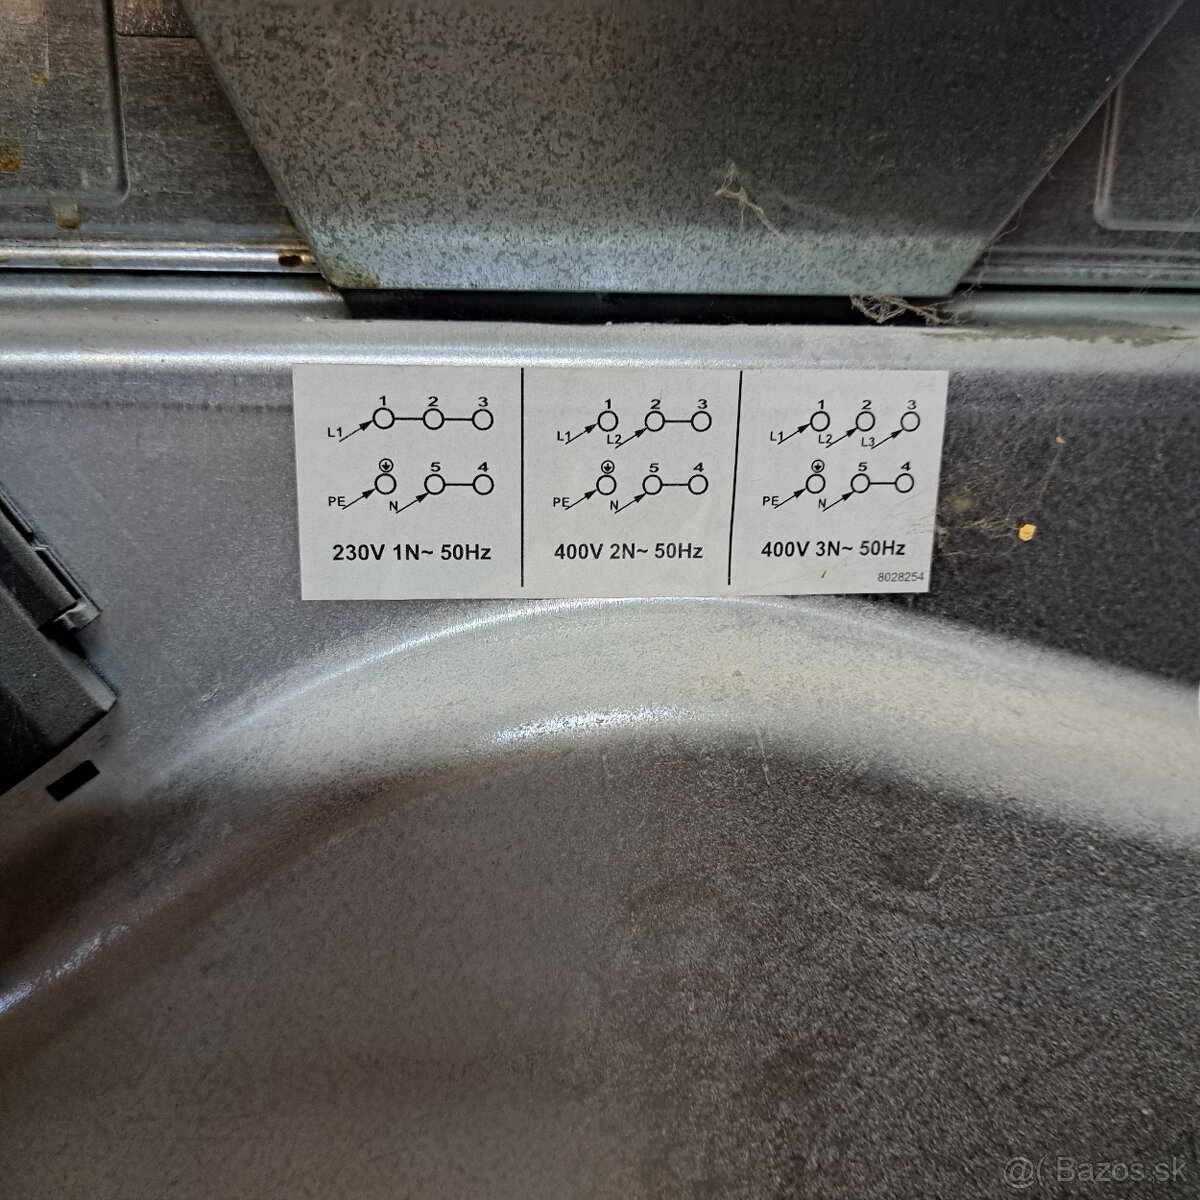 1 2 3
L1
PE N 5 4
230V 1N~ 50Hz
1 2 3
L1 L2
PE N 5 4
400V 2N~ 50Hz
1 2 3
L1 L2 L3
PE N 5 4
400V 3N~ 50Hz
8028254
@( Bazos.sk